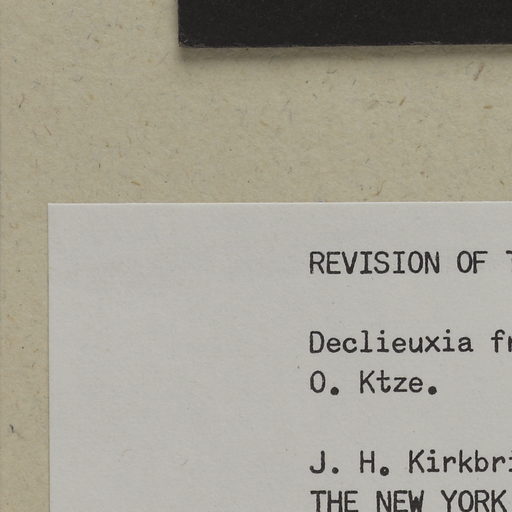 REVISION OF
Declieuxia fr
O. Ktze.
J. H. Kirkbri
THE NEW YORK